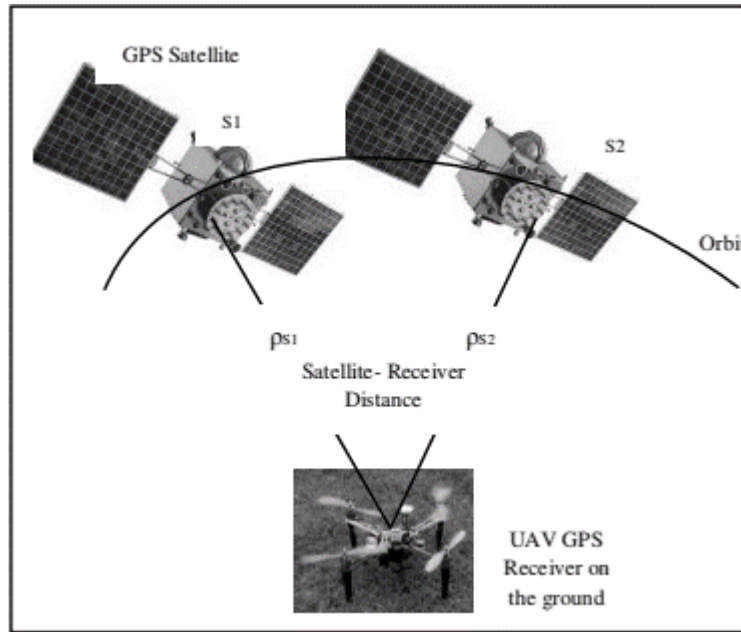 GPS Satellite
S1
S2
Orbi
ρS1
ρS2
Satellite- Receiver
Distance
UAV GPS
Receiver on
the ground